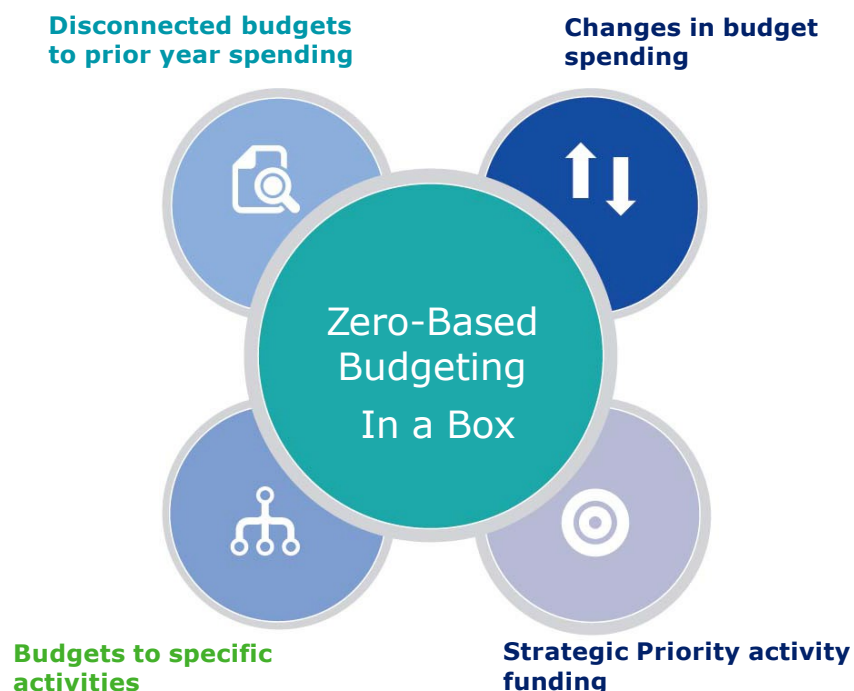 Disconnected budgets
to prior year spending
Changes in budget
spending
Zero-Based
Budgeting
In a Box
Budgets to specific
activities
Strategic Priority activity
funding